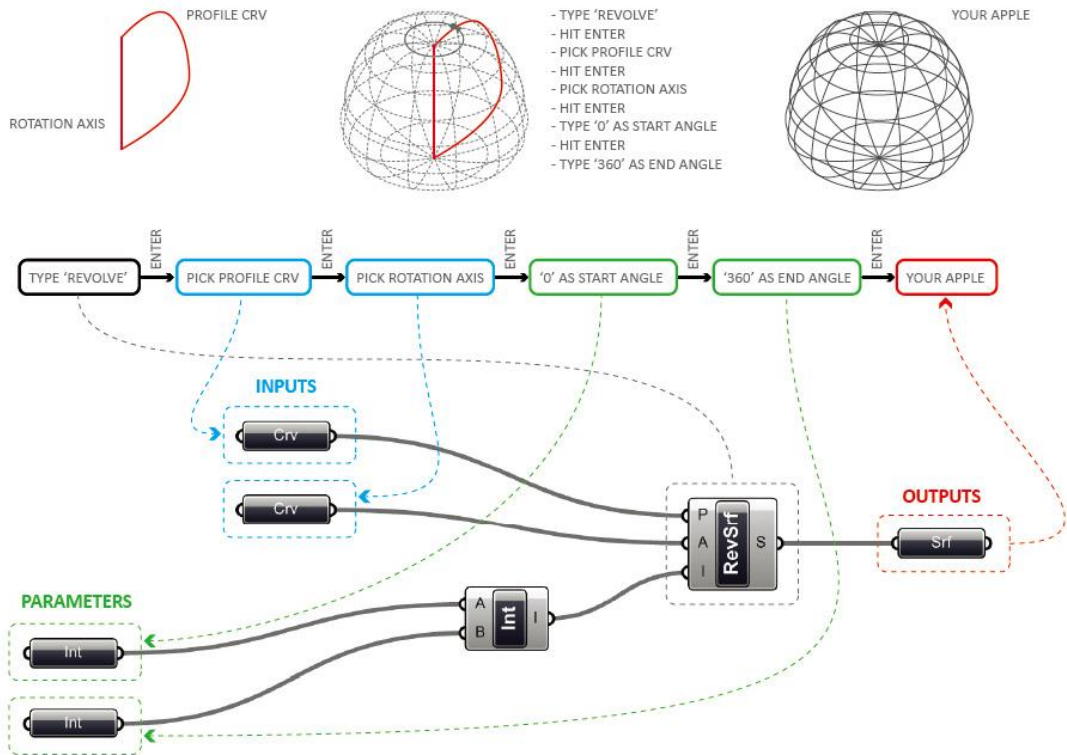 PROFILE CRV
ROTATION AXIS
- TYPE ‘REVOLVE’
- HIT ENTER
- PICK PROFILE CRV
- HIT ENTER
- PICK ROTATION AXIS
- HIT ENTER
- TYPE ‘0’ AS START ANGLE
- HIT ENTER
- TYPE ‘360’ AS END ANGLE
YOUR APPLE
TYPE ‘REVOLVE’
ENTER
PICK PROFILE CRV
ENTER
PICK ROTATION AXIS
ENTER
‘0’ AS START ANGLE
ENTER
‘360’ AS END ANGLE
ENTER
YOUR APPLE
INPUTS
Crv
Crv
P
A
I
RevSrf
S
OUTPUTS
Srf
PARAMETERS
Int
Int
A
B
Int
I